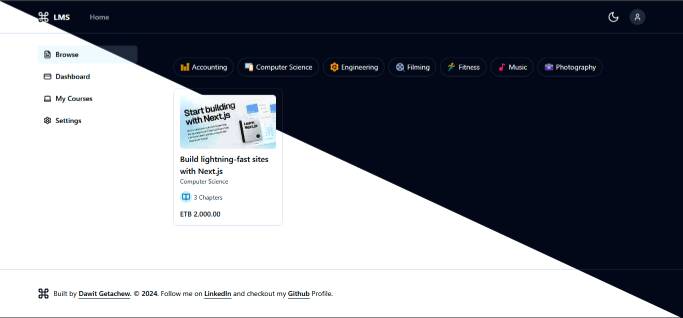 LMS Home
Browse
Dashboard
My Courses
Settings
Accounting Computer Science Engineering Filming Fitness Music Photography
Start building
with Next.js
Build lightning-fast sites
with Next.js
Computer Science
3 Chapters
ETB 2,000.00
Built by Dawit Getachew. © 2024. Follow me on LinkedIn and checkout my Github Profile.